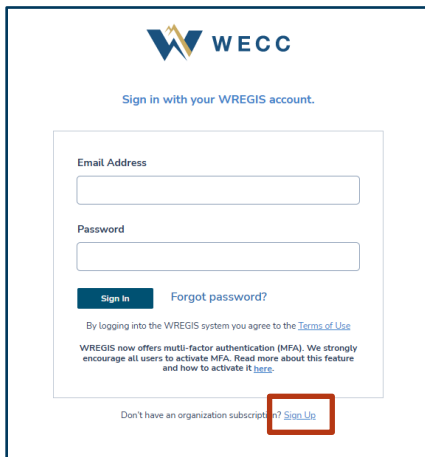 WECC
Sign in with your WREGIS account.
Email Address
Password
Sign In
Forgot password?
By logging into the WREGIS system you agree to the Terms of Use
WREGIS now offers mutli-factor authentication (MFA). We strongly
encourage all users to activate MFA. Read more about this feature
and how to activate it here.
Don't have an organization subscription? Sign Up